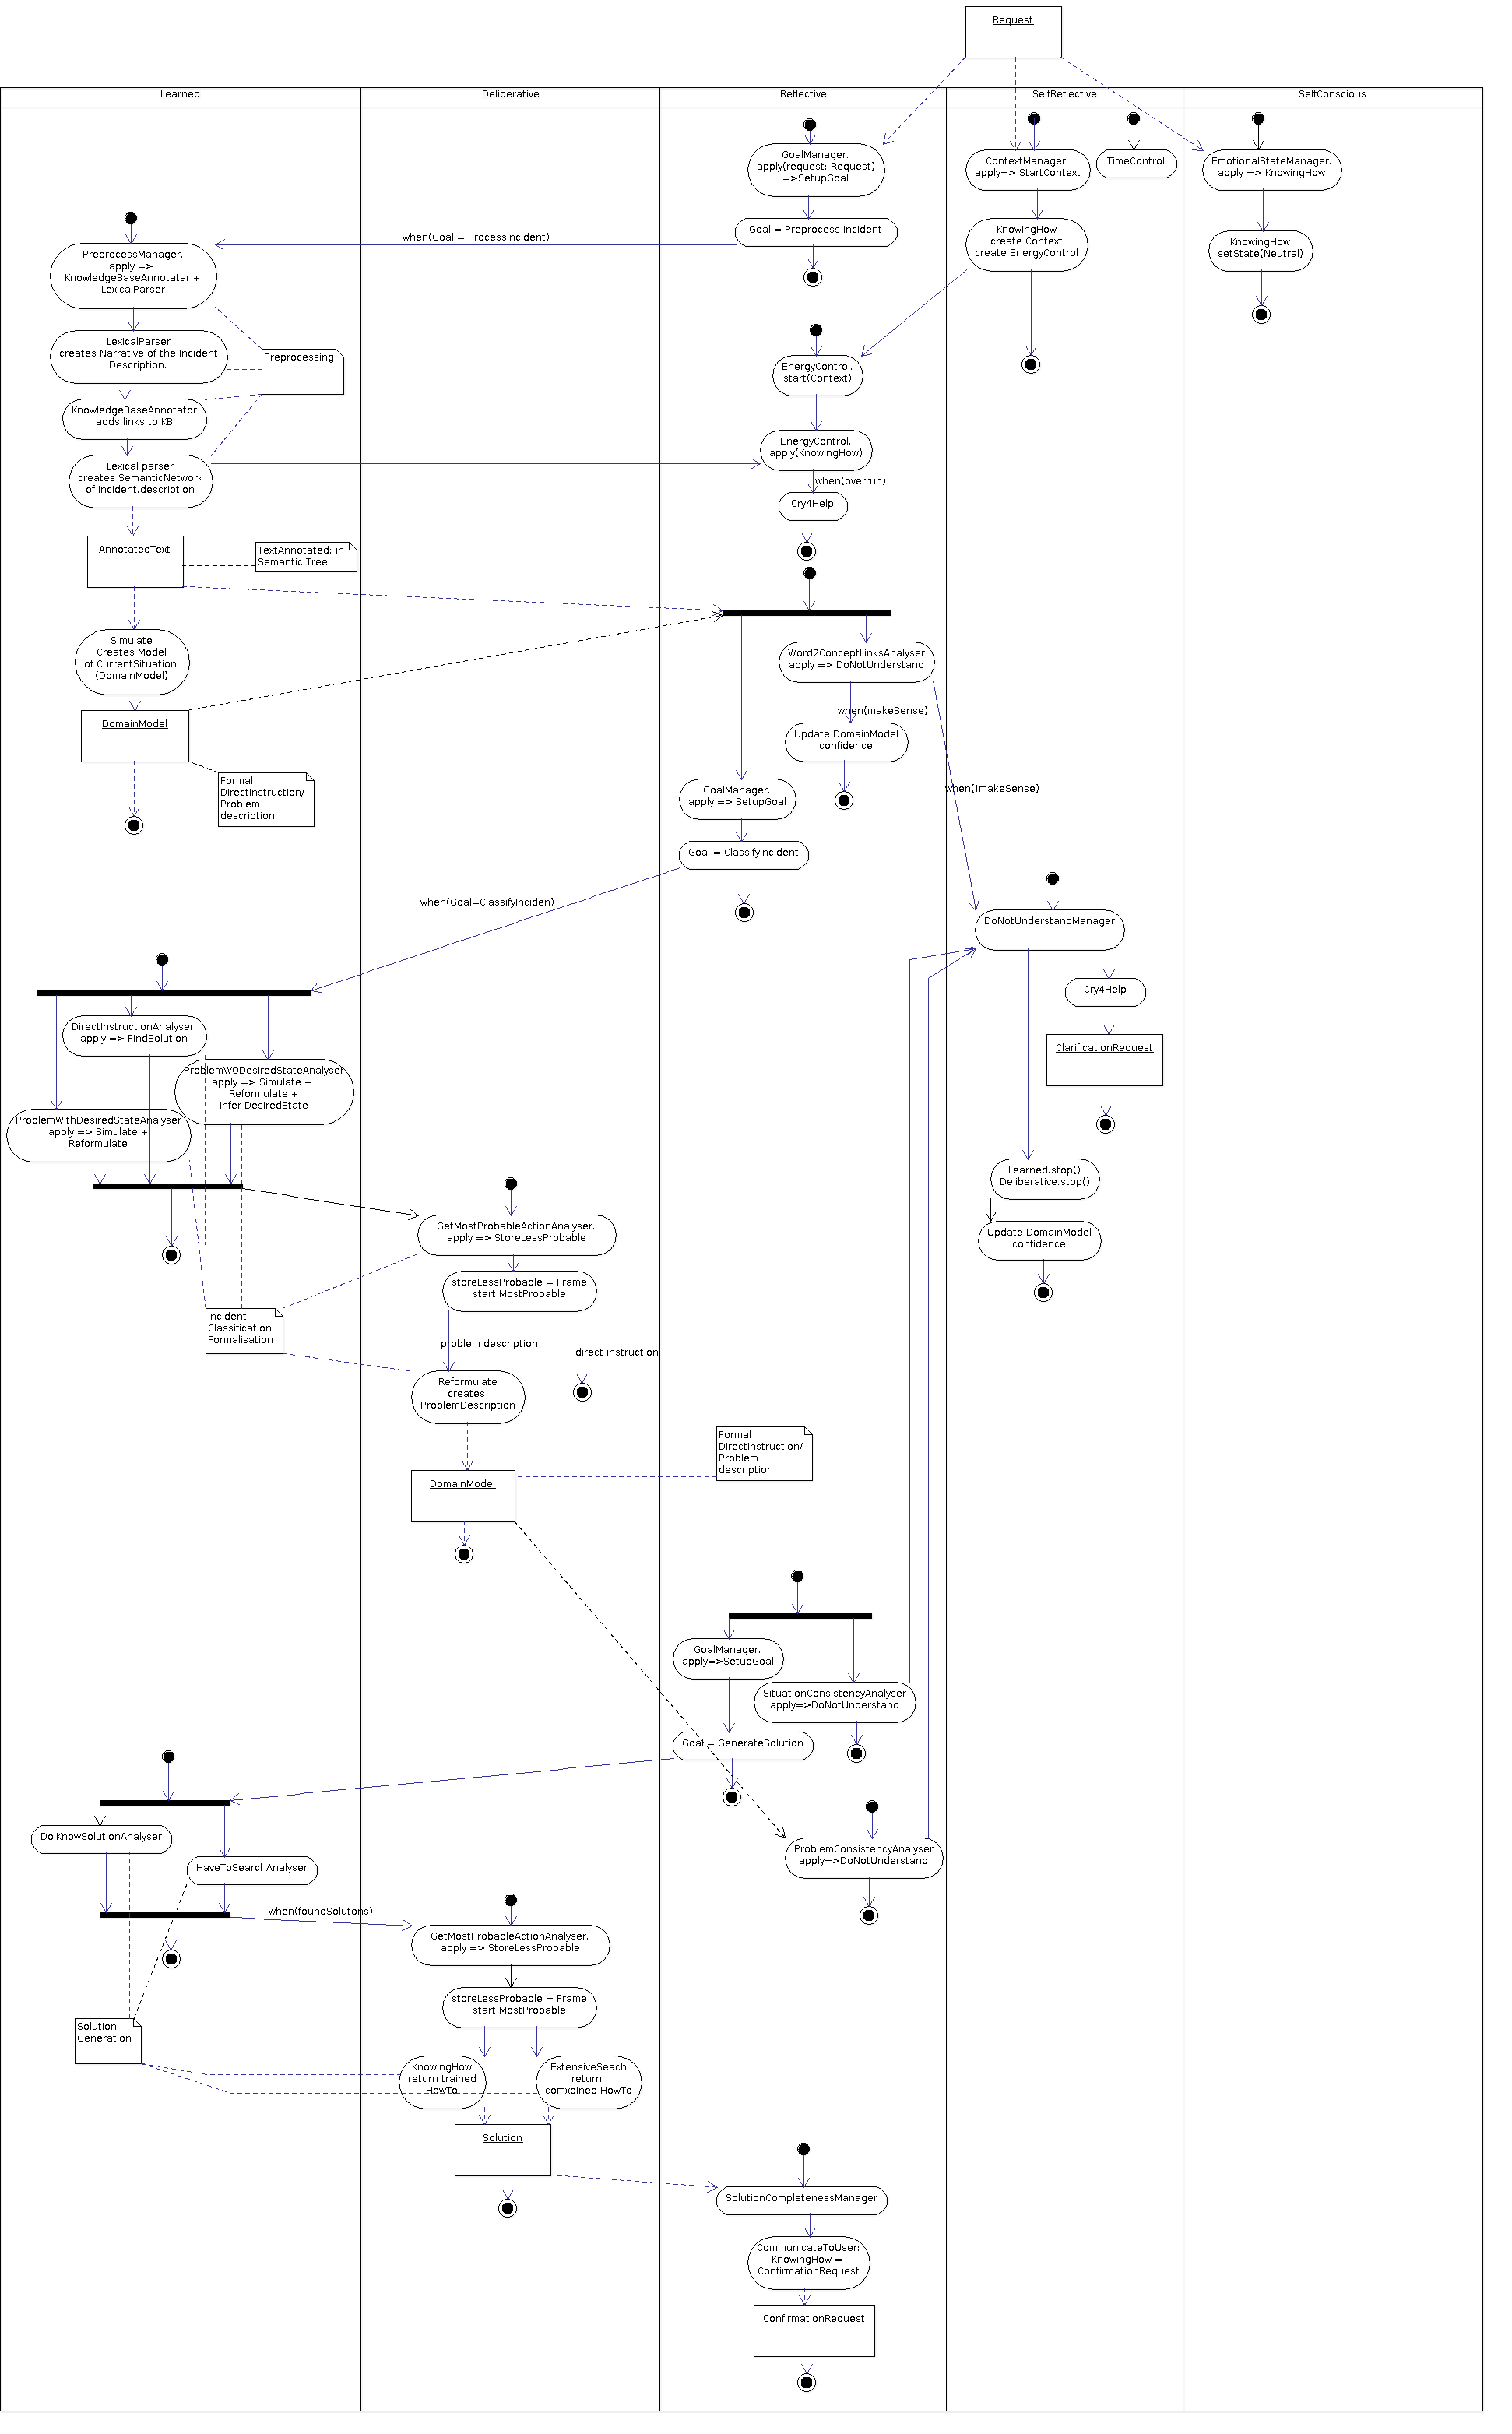 Request
Learned
Deliberative
Reflective
SelfReflective
SelfConscious
GoalManager.
apply(request: Request)
=>SetupGoal
ContextManager.
apply=> StartContext
TimeControl
EmotionalStateManager.
apply => KnowingHow
Goal = Preprocess Incident
when(Goal = ProcessIncident)
KnowingHow
create Context
create EnergyControl
KnowingHow
setState(Neutral)
PreprocessManager.
apply =>
KnowledgeBaseAnnotatar +
LexicalParser
LexicalParser
creates Narrative of the Incident
Description.
Preprocessing
EnergyControl.
start(Context)
KnowledgeBaseAnnotator
adds links to KB
EnergyControl.
apply(KnowingHow)
Lexical parser
creates SemanticNetwork
of Incident.description
when(overrun)
Cry4Help
AnnotatedText
TextAnnotated: in
Semantic Tree
Simulate
Creates Model
of CurrentSituation
(DomainModel)
Word2ConceptLinksAnalyser
apply => DoNotUnderstand
when(makeSense)
DomainModel
Update DomainModel
confidence
Formal
DirectInstruction/
Problem
description
GoalManager.
apply => SetupGoal
when(!makeSense)
Goal = ClassifyIncident
when(Goal=ClassifyInciden)
DoNotUnderstandManager
Cry4Help
DirectInstructionAnalyser.
apply => FindSolution
ClarificationRequest
ProblemWODesiredStateAnalyser
apply => Simulate +
Reformulate +
Infer DesiredState
ProblemWithDesiredStateAnalyser
apply => Simulate +
Reformulate
Learned.stop()
Deliberative.stop()
GetMostProbableActionAnalyser.
apply => StoreLessProbable
Update DomainModel
confidence
storeLessProbable = Frame
start MostProbable
Incident
Classification
Formalisation
problem description
direct instruction
Reformulate
creates
ProblemDescription
Formal
DirectInstruction/
Problem
description
DomainModel
GoalManager.
apply=>SetupGoal
SituationConsistencyAnalyser
apply=>DoNotUnderstand
Goal = GenerateSolution
DoIKnowSolutionAnalyser
ProblemConsistencyAnalyser
apply=>DoNotUnderstand
HaveToSearchAnalyser
when(foundSolutons)
GetMostProbableActionAnalyser.
apply => StoreLessProbable
storeLessProbable = Frame
start MostProbable
Solution
Generation
KnowingHow
return trained
HowTo
ExtensiveSeach
return
comxbined HowTo
Solution
SolutionCompletenessManager
CommunicateToUser:
KnowingHow =
ConfirmationRequest
ConfirmationRequest